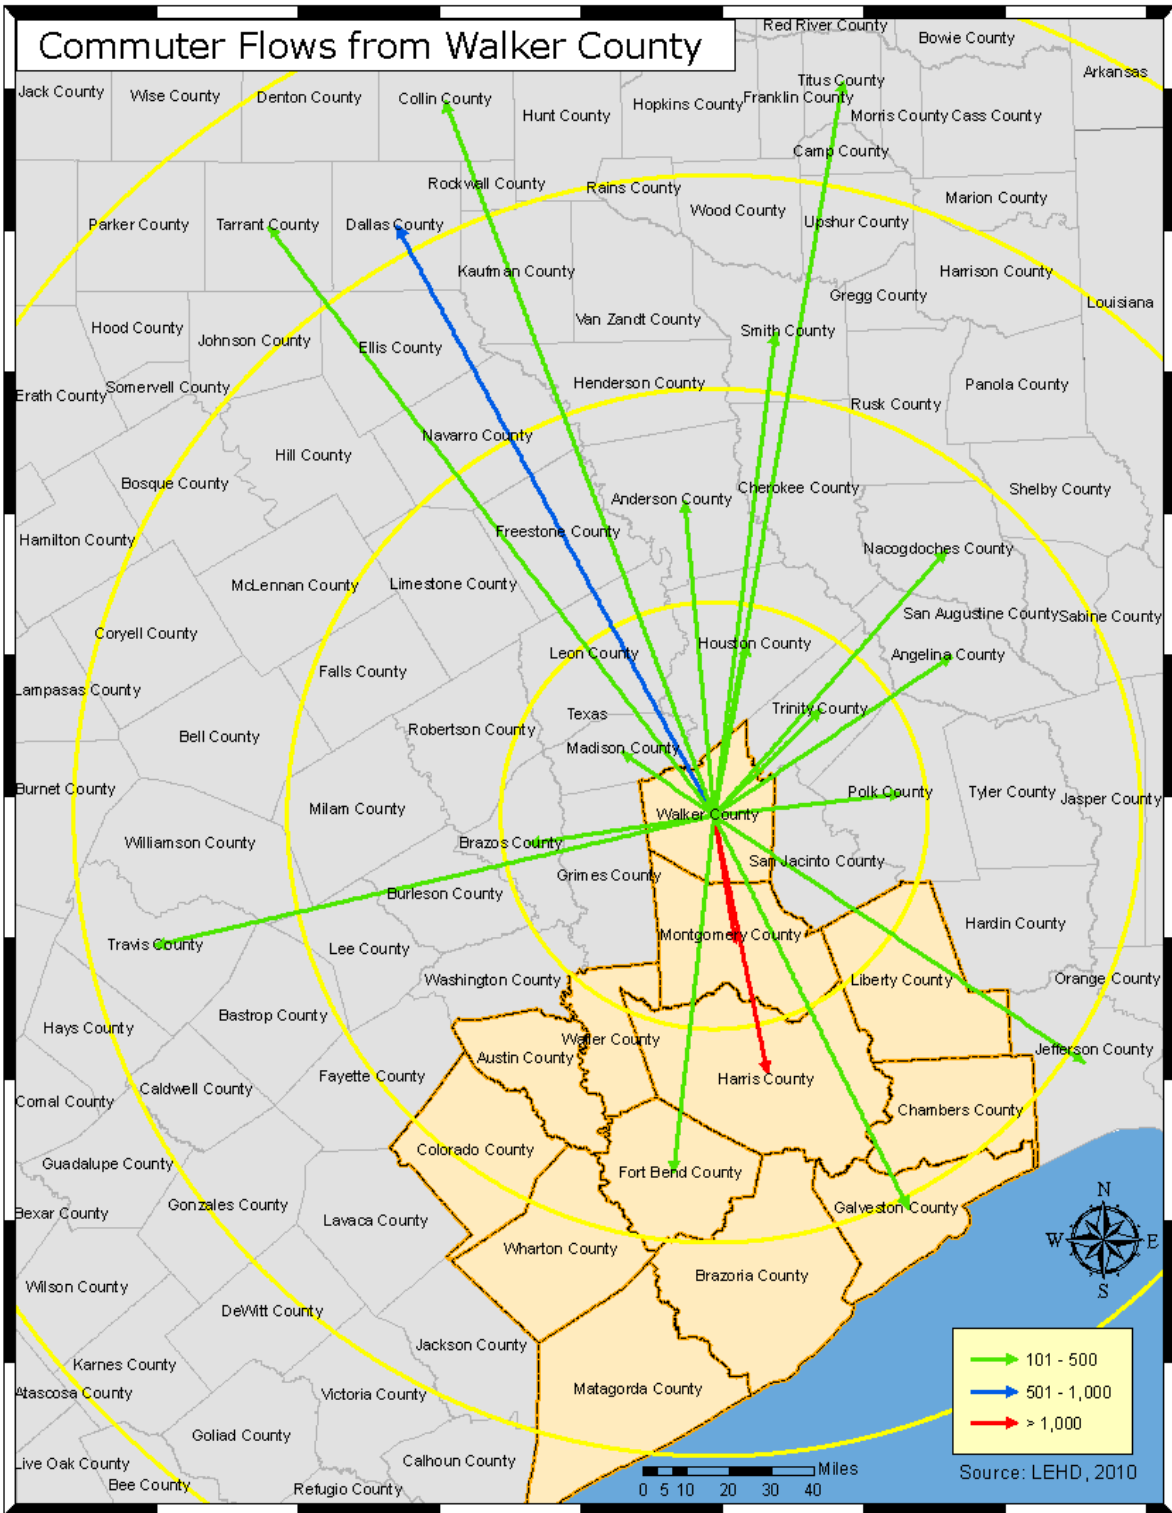 Commuter Flows from Walker County
Red River County
Bowie County
Arkansas
Jack County
Wise County
Denton County
Collin County
Hunt County
Hopkins County
Titus County
Franklin County
Morris County
Cass County
Camp County
Rockwall County
Rains County
Wood County
Upshur County
Marion County
Parker County
Tarrant County
Dallas County
Kaufman County
Harrison County
Gregg County
Louisiana
Hood County
Johnson County
Ellis County
Van Zandt County
Smith County
Erath County
Somervell County
Henderson County
Rusk County
Panola County
Navarro County
Hill County
Bosque County
Anderson County
Cherokee County
Shelby County
Hamilton County
Freestone County
Nacogdoches County
McLennan County
Limestone County
San Augustine County
Sabine County
Coryell County
Leon County
Houston County
Angelina County
Falls County
Lampasas County
Texas
Trinity County
Robertson County
Bell County
Madison County
Burnet County
Milam County
Polk County
Tyler County
Jasper County
Walker County
Williamson County
Brazos County
San Jacinto County
Grimes County
Burleson County
Hardin County
Travis County
Lee County
Montgomery County
Washington County
Liberty County
Orange County
Hays County
Bastrop County
Waller County
Austin County
Jefferson County
Fayette County
Harris County
Caldwell County
Comal County
Chambers County
Colorado County
Guadalupe County
Fort Bend County
Gonzales County
Galveston County
Bexar County
Lavaca County
N
W
E
S
Wharton County
Brazoria County
Wilson County
DeWitt County
Jackson County
Karnes County
Matagorda County
Atascosa County
Victoria County
101 - 500
501 - 1,000
> 1,000
Goliad County
Live Oak County
Calhoun County
Bee County
Refugio County
Miles
0 5 10 20 30 40
Source: LEHD, 2010